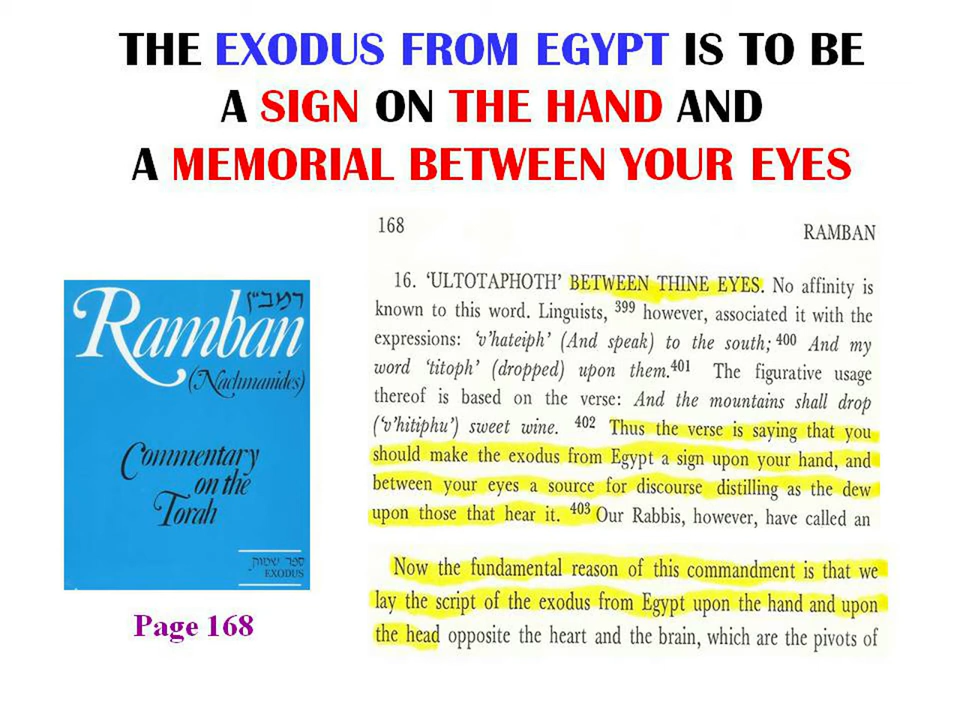 THE EXODUS FROM EGYPT IS TO BE
A SIGN ON THE HAND AND
A MEMORIAL BETWEEN YOUR EYES
רמב"ן
Ramban
(Nachmanides)
Commentary
on the
Torah
ספר שמות
EXODUS
Page 168
168 RAMBAN
16. ‘ULTOTAPHOTH’ BETWEEN THINE EYES. No affinity is
known to this word. Linguists, 399 however, associated it with the
expressions: ‘v’hateiph’ (And speak) to the south; 400 And my
word ‘titoph’ (dropped) upon them.401 The figurative usage
thereof is based on the verse: And the mountains shall drop
(‘v’hitiphu’) sweet wine. 402 Thus the verse is saying that you
should make the exodus from Egypt a sign upon your hand, and
between your eyes a source for discourse distilling as the dew
upon those that hear it. 403 Our Rabbis, however, have called an
Now the fundamental reason of this commandment is that we
lay the script of the exodus from Egypt upon the hand and upon
the head opposite the heart and the brain, which are the pivots of